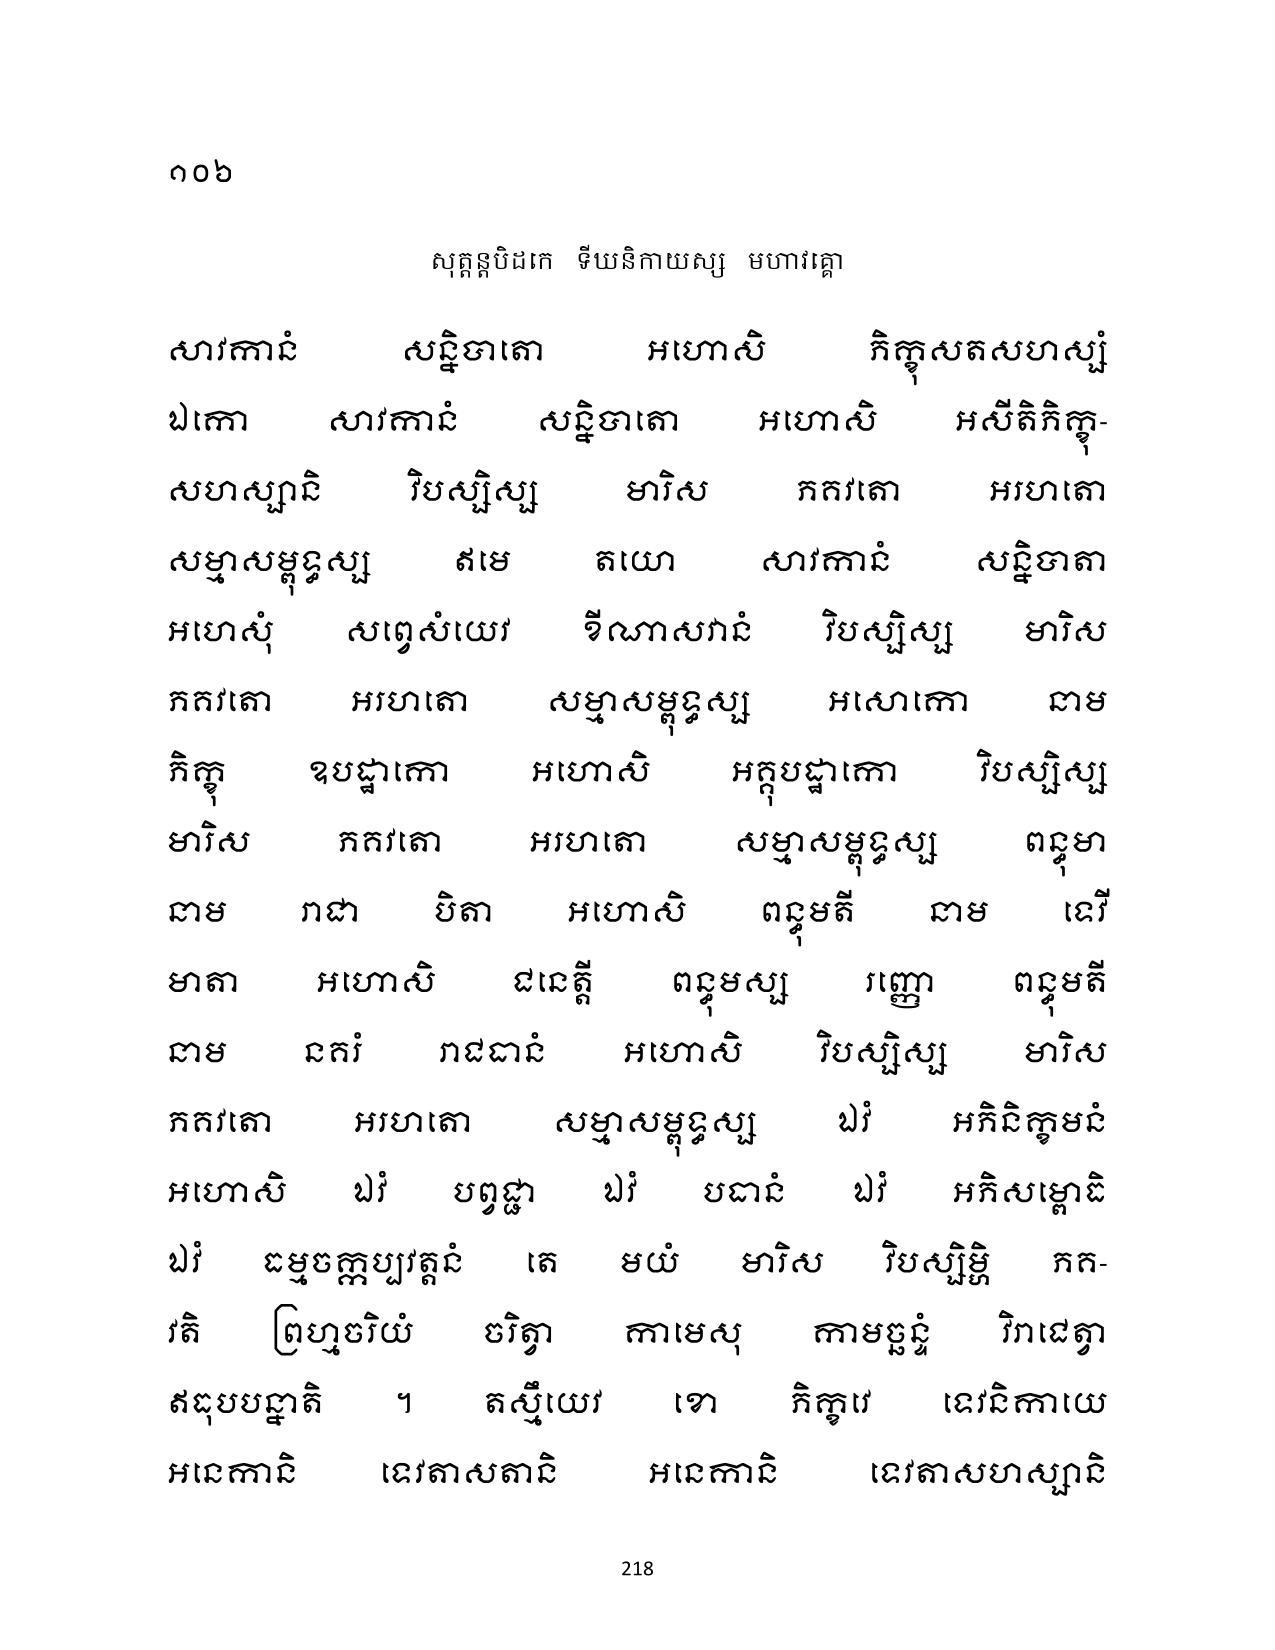 ១០៦
សុត្តន្តបិដកេ ទីឃនិកាយស្ស មហាវគ្គោ
សាវកានំ សន្និបាតោ អហោសិ ភិក្ខុសតសហស្សំ
ឯកោ សាវកានំ សន្និបាតោ អហោសិ អសីតិភិក្ខុ-
សហស្សានិ វិបស្សិស្ស មារិស ភគវតោ អរហតោ
សម្មាសម្ពុទ្ធស្ស ឥមេ តយោ សាវកានំ សន្និបាតា
អហេសុំ សព្វេសំយេវ ខីណាសវានំ វិបស្សិស្ស មារិស
ភគវតោ អរហតោ សម្មាសម្ពុទ្ធស្ស អសោកោ នាម
ភិក្ខុ ឧបដ្ឋាកោ អហោសិ អគ្គុបដ្ឋាកោ វិបស្សិស្ស
មារិស ភគវតោ អរហតោ សម្មាសម្ពុទ្ធស្ស ពន្ធុមា
នាម រាជា បិតា អហោសិ ពន្ធុមតី នាម ទេវី
មាតា អហោសិ ជនេត្តី ពន្ធុមស្ស រញ្ញោ ពន្ធុមតី
នាម នគរំ រាជធានំ អហោសិ វិបស្សិស្ស មារិស
ភគវតោ អរហតោ សម្មាសម្ពុទ្ធស្ស ឯវំ អភិនិក្ខមនំ
អហោសិ ឯវំ បព្វជ្ជា ឯវំ បធានំ ឯវំ អភិសម្ពោធិ
ឯវំ ធម្មចក្កប្បវត្តនំ តេ មយំ មារិស វិបស្សិម្ហិ ភគ-
វតិ ព្រហ្មចរិយំ ចរិត្វា កាមេសុ កាមច្ឆន្ទំ វិរាជេត្វា
ឥធុបបន្នាតិ ។ តស្មឹយេវ ខោ ភិក្ខវេ ទេវនិកាយេ
អនេកានិ ទេវតាសតានិ អនេកានិ ទេវតាសហស្សានិ
218